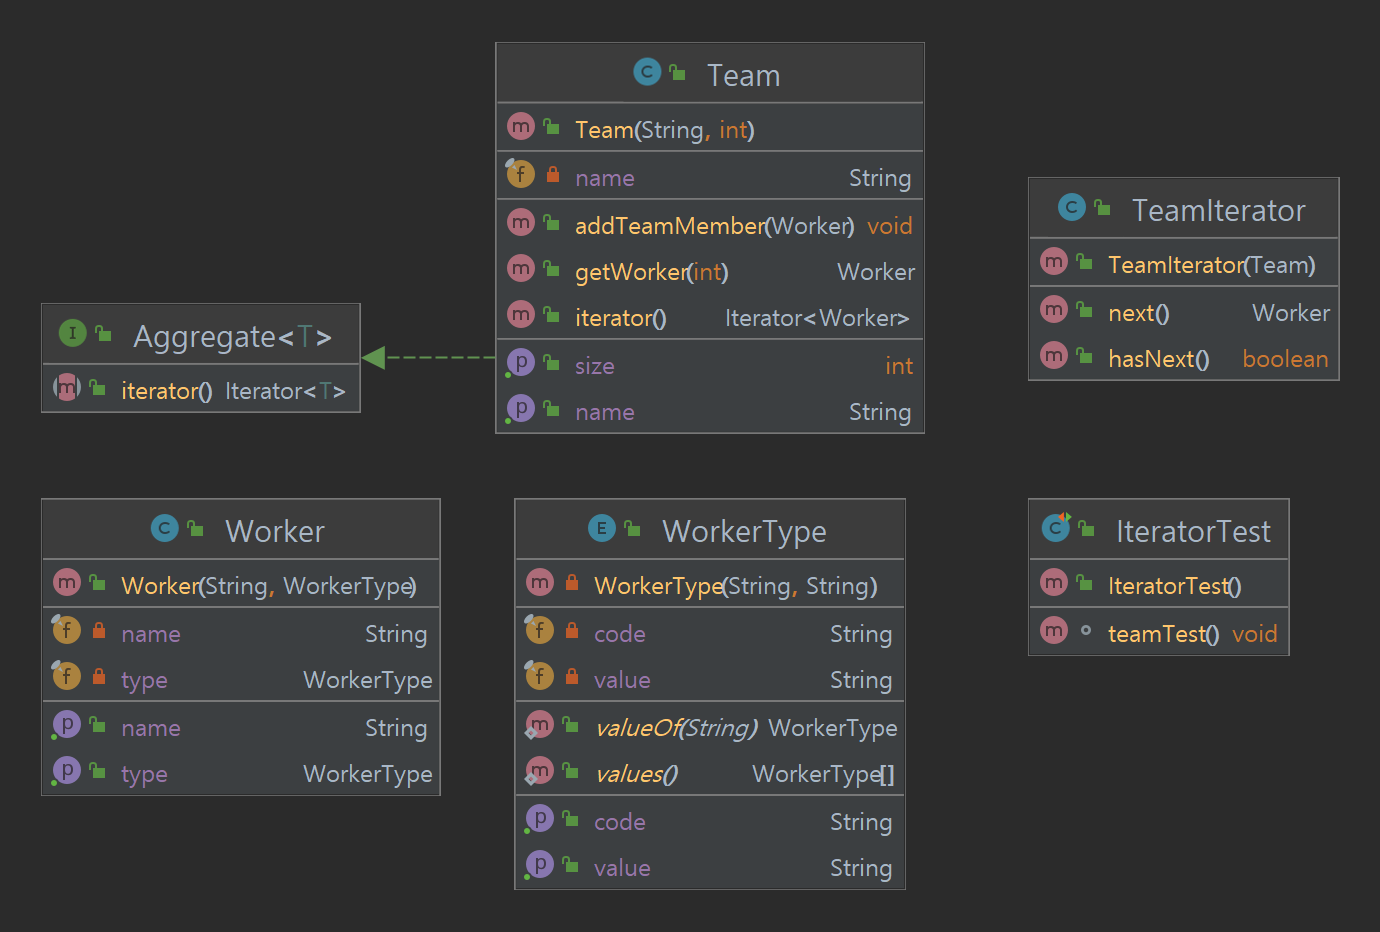 Team
Team(String, int)
name String
addTeamMember(Worker) void
getWorker(int) Worker
iterator() Iterator<Worker>
size int
name String
TeamIterator
TeamIterator(Team)
next() Worker
hasNext() boolean
Aggregate<T>
iterator() Iterator<T>
Worker
Worker(String, WorkerType)
name String
type WorkerType
name String
type WorkerType
WorkerType
WorkerType(String, String)
code String
value String
valueOf(String) WorkerType
values() WorkerType[]
code String
value String
IteratorTest
IteratorTest()
teamTest() void